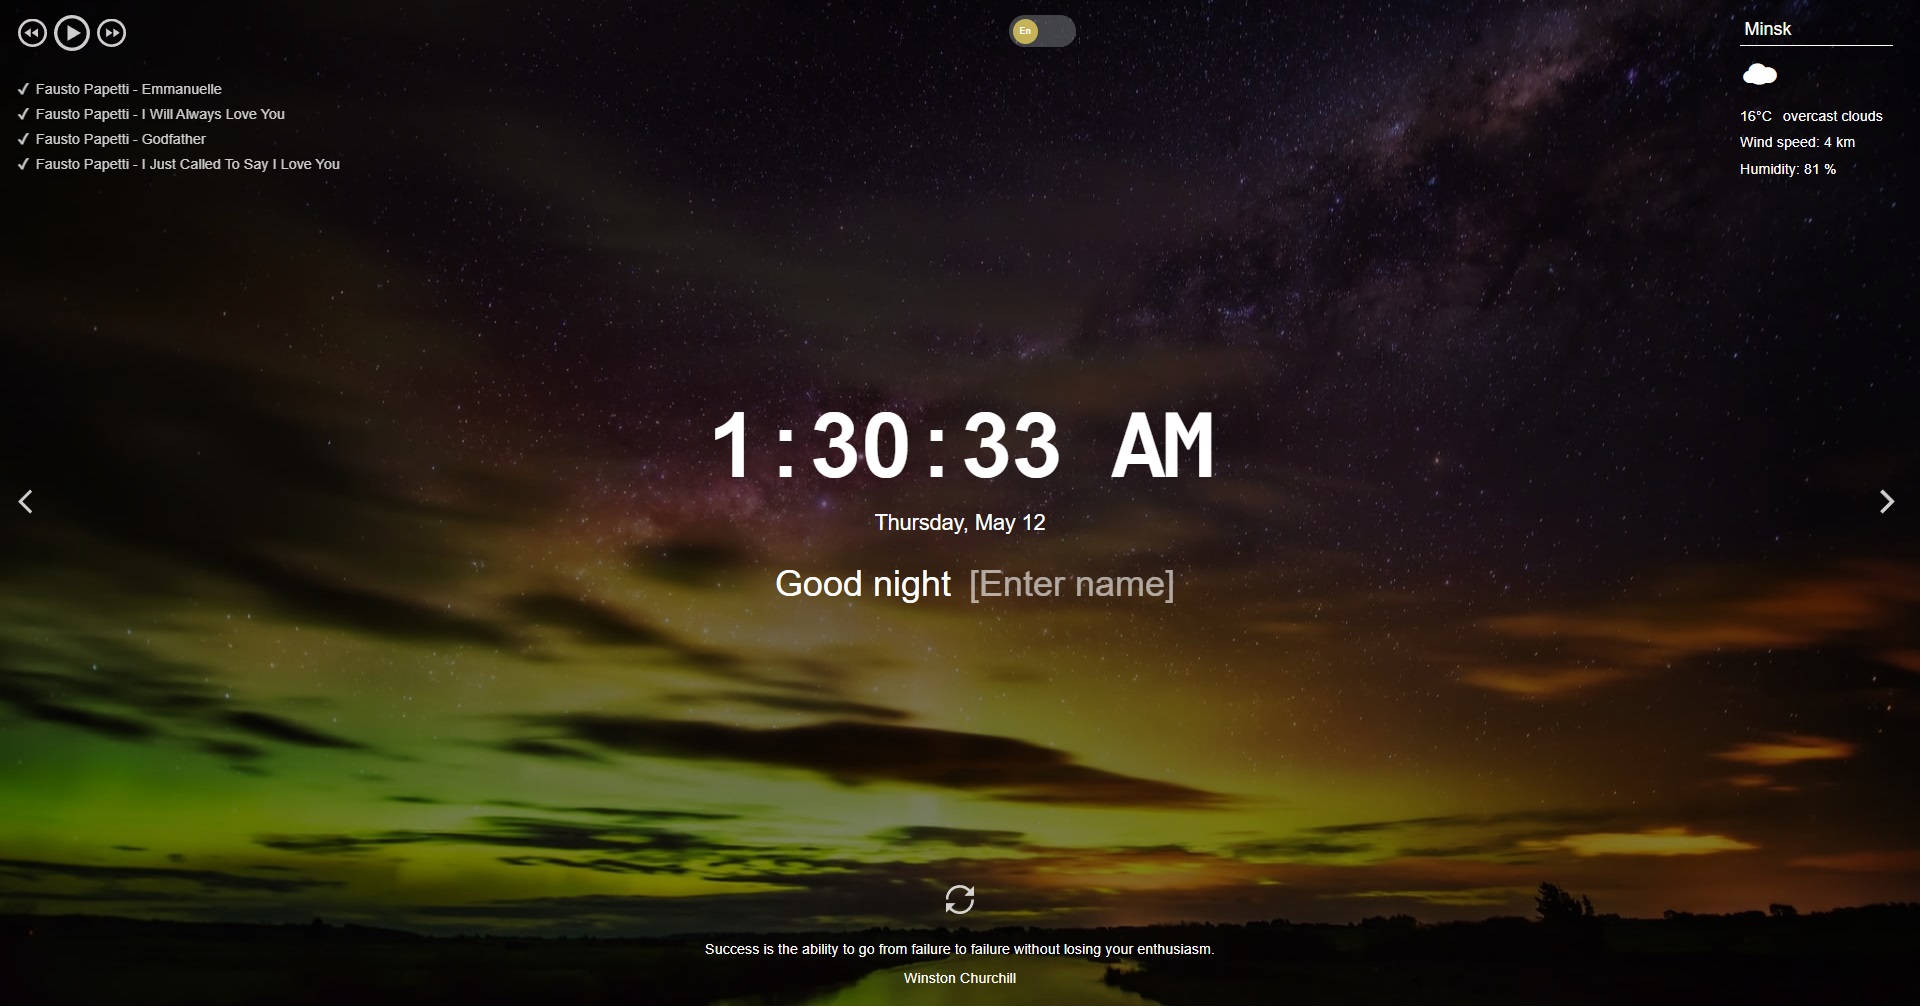 En
Minsk
Fausto Papetti - Emmanuelle
Fausto Papetti - I Will Always Love You
Fausto Papetti - Godfather
Fausto Papetti - I Just Called To Say I Love You
16°C overcast clouds
Wind speed: 4 km
Humidity: 81 %
1:30:33 AM
Thursday, May 12
Good night [Enter name]
Success is the ability to go from failure to failure without losing your enthusiasm.
Winston Churchill